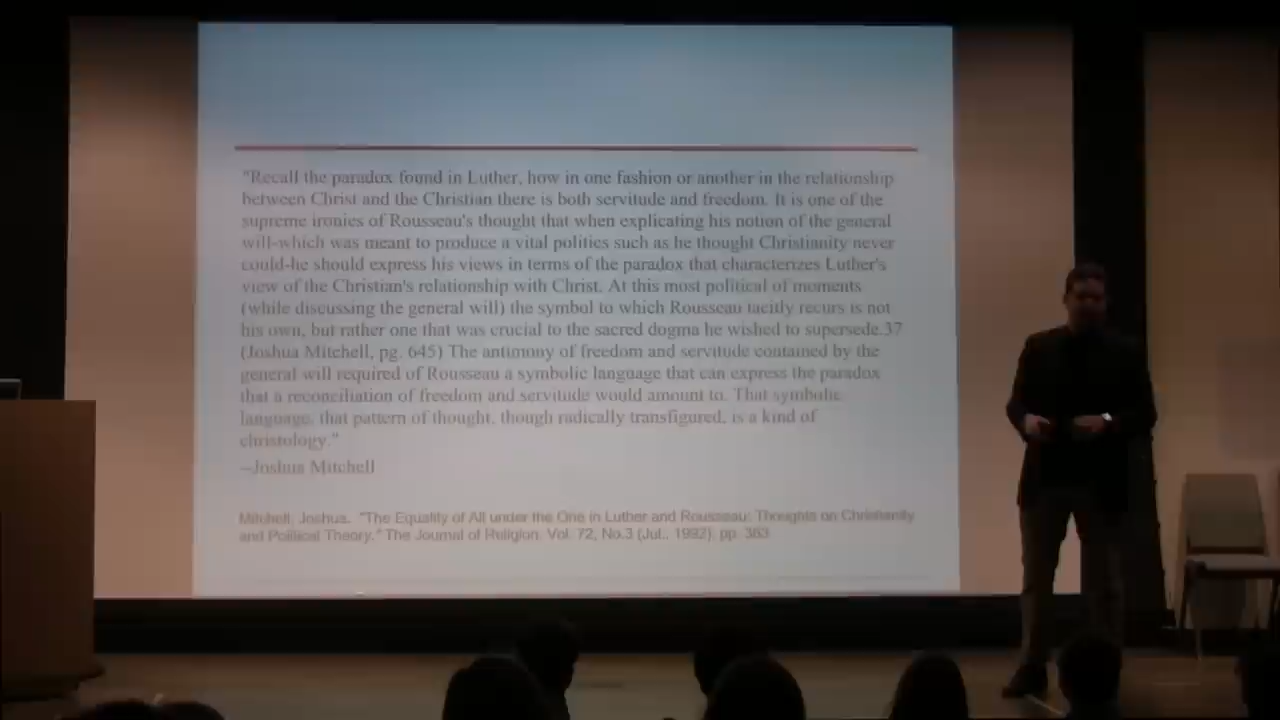 "Recall the paradox found in Luther, how in one fashion or another in the relationship
between Christ and the Christian there is both servitude and freedom. It is one of the
supreme ironies of Rousseau's thought that when explicating his notion of the general
will-which was meant to produce a vital politics such as he thought Christianity never
could-he should express his views in terms of the paradox that characterizes Luther's
view of the Christian's relationship with Christ. At this most political of moments
(while discussing the general will) the symbol to which Rousseau tacitly recurs is not
his own, but rather one that was crucial to the sacred dogma he wished to supersede.37
(Joshua Mitchell, pg. 645) The antimony of freedom and servitude contained by the
general will required of Rousseau a symbolic language that can express the paradox
that a reconciliation of freedom and servitude would amount to. That symbolic
language, that pattern of thought, though radically transfigured, is a kind of
christology."
--Joshua Mitchell
Mitchell, Joshua. "The Equality of All under the One in Luther and Rousseau: Thoughts on Christianity
and Political Theory." The Journal of Religion. Vol. 72, No.3 (Jul., 1992), pp. 363